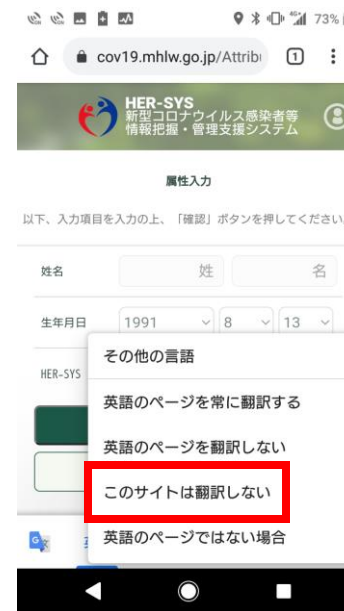 73%
cov19.mhlw.go.jp/Attrib
1
HER-SYS
新型コロナウイルス感染者等
情報把握・管理支援システム
属性入力
以下、入力項目を入力の上、「確認」ボタンを押してください。
姓名
姓
名
生年月日
1991
8
13
HER-SYS
その他の言語
英語のページを常に翻訳する
英語のページを翻訳しない
このサイトは翻訳しない
英語のページではない場合